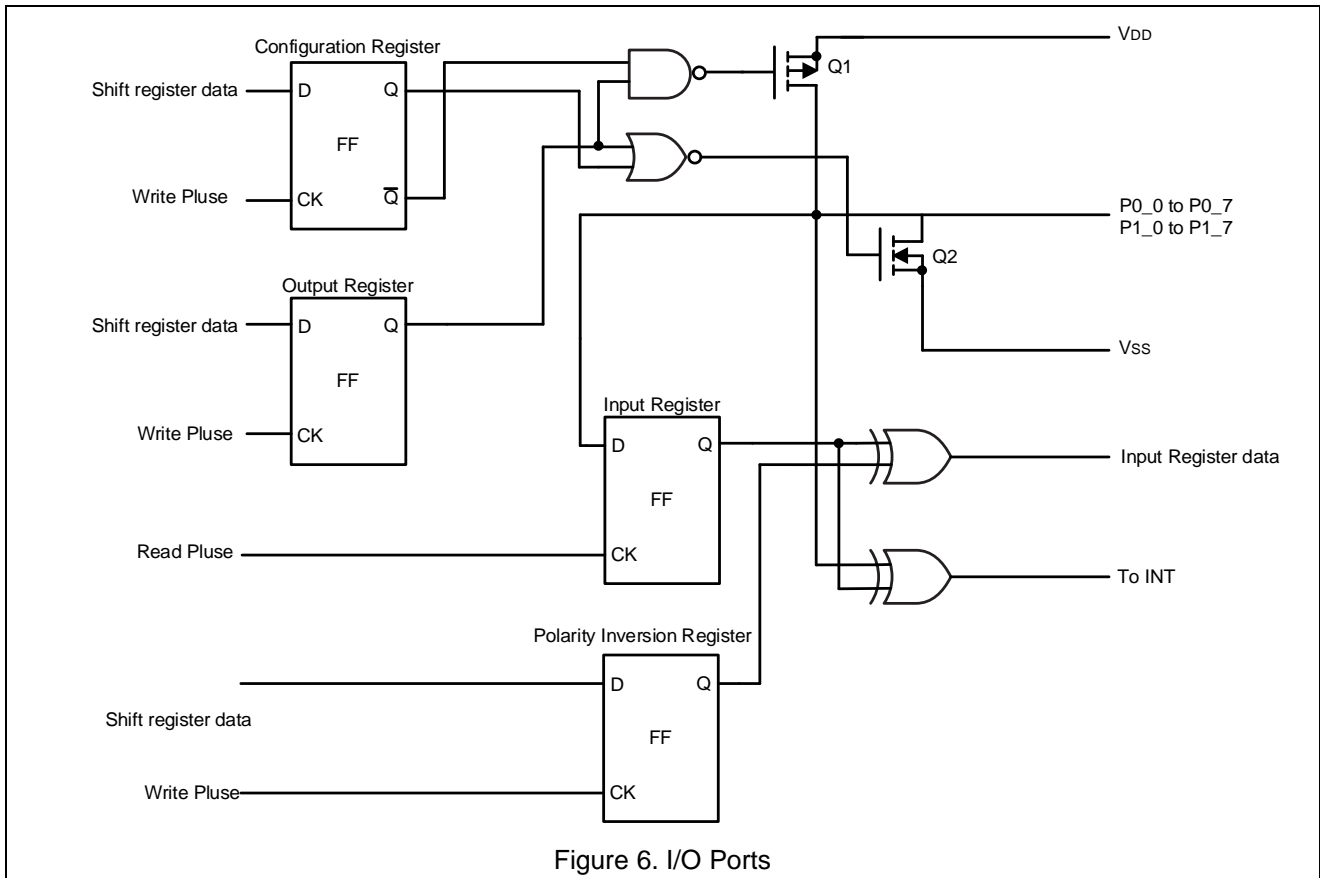 Configuration Register
VDD
Q1
Shift register data
D
Q
FF
Write Pluse
CK
Q̅
P0_0 to P0_7
P1_0 to P1_7
Q2
Output Register
Shift register data
D
Q
FF
Write Pluse
CK
VSS
Input Register
D
Q
FF
Read Pluse
CK
Input Register data
To INT
Polarity Inversion Register
D
Q
Shift register data
FF
Write Pluse
CK
Figure 6. I/O Ports